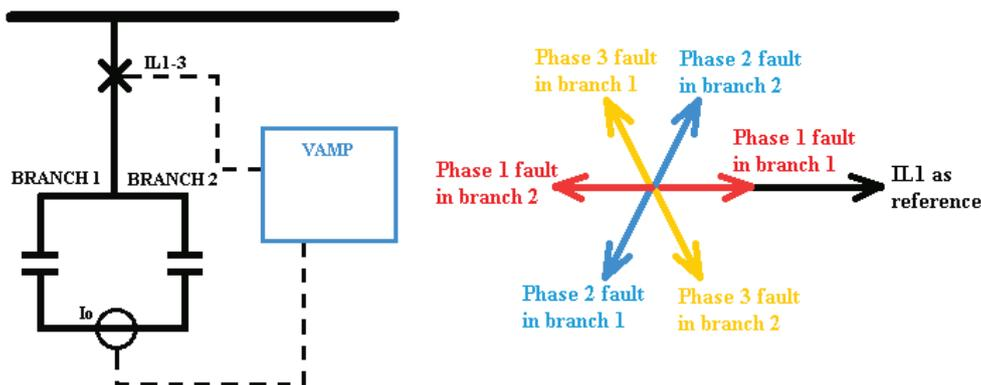 IL1-3
VAMP
BRANCH 1
BRANCH 2
Io
Phase 3 fault
in branch 1
Phase 2 fault
in branch 2
Phase 1 fault
in branch 1
Phase 1 fault
in branch 2
IL1 as
reference
Phase 2 fault
in branch 1
Phase 3 fault
in branch 2